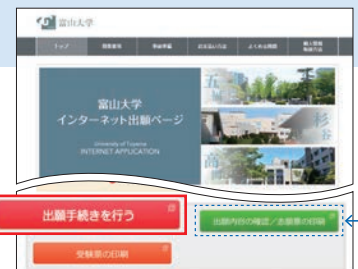 富山大学
トップ
富山大学
インターネット出願ページ
University of Toyama
INTERNET APPLICATION
五
杉谷
高
出願手続きを行う
出願内容の確認/志願票の印刷
受験票の印刷